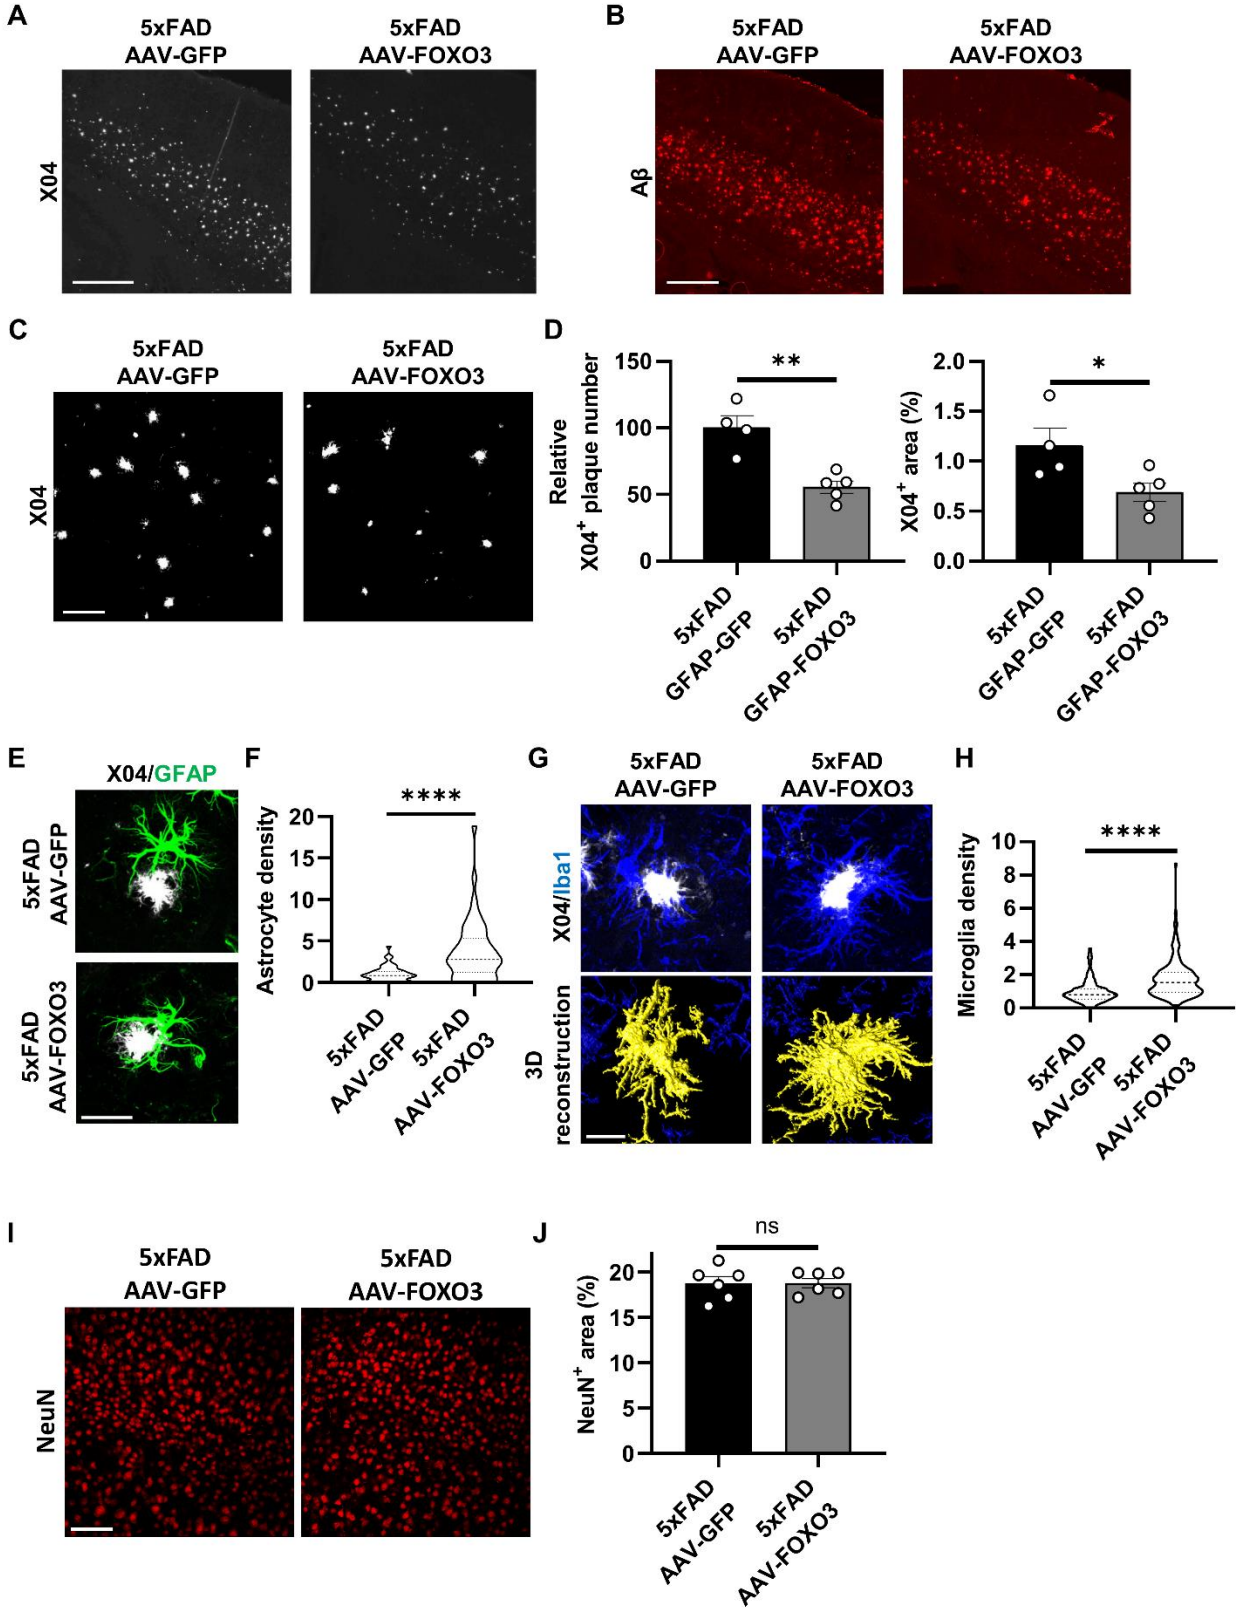 A
5xFAD
AAV-GFP
5xFAD
AAV-FOXO3
X04
B
5xFAD
AAV-GFP
5xFAD
AAV-FOXO3
Aβ
C
5xFAD
AAV-GFP
5xFAD
AAV-FOXO3
X04
D
Relative
X04⁺ plaque number
150
100
50
0
**
5xFAD
GFAP-GFP
5xFAD
GFAP-FOXO3
X04⁺ area (%)
2.0
1.5
1.0
0.5
0.0
*
5xFAD
GFAP-GFP
5xFAD
GFAP-FOXO3
E
X04/GFAP
5xFAD
AAV-GFP
5xFAD
AAV-FOXO3
F
Astrocyte density
20
15
10
5
0
****
5xFAD
AAV-GFP
5xFAD
AAV-FOXO3
G
5xFAD
AAV-GFP
5xFAD
AAV-FOXO3
X04/Iba1
3D
reconstruction
H
Microglia density
10
8
6
4
2
0
****
5xFAD
AAV-GFP
5xFAD
AAV-FOXO3
I
5xFAD
AAV-GFP
5xFAD
AAV-FOXO3
NeuN
J
NeuN⁺ area (%)
20
15
10
5
0
ns
5xFAD
AAV-GFP
5xFAD
AAV-FOXO3